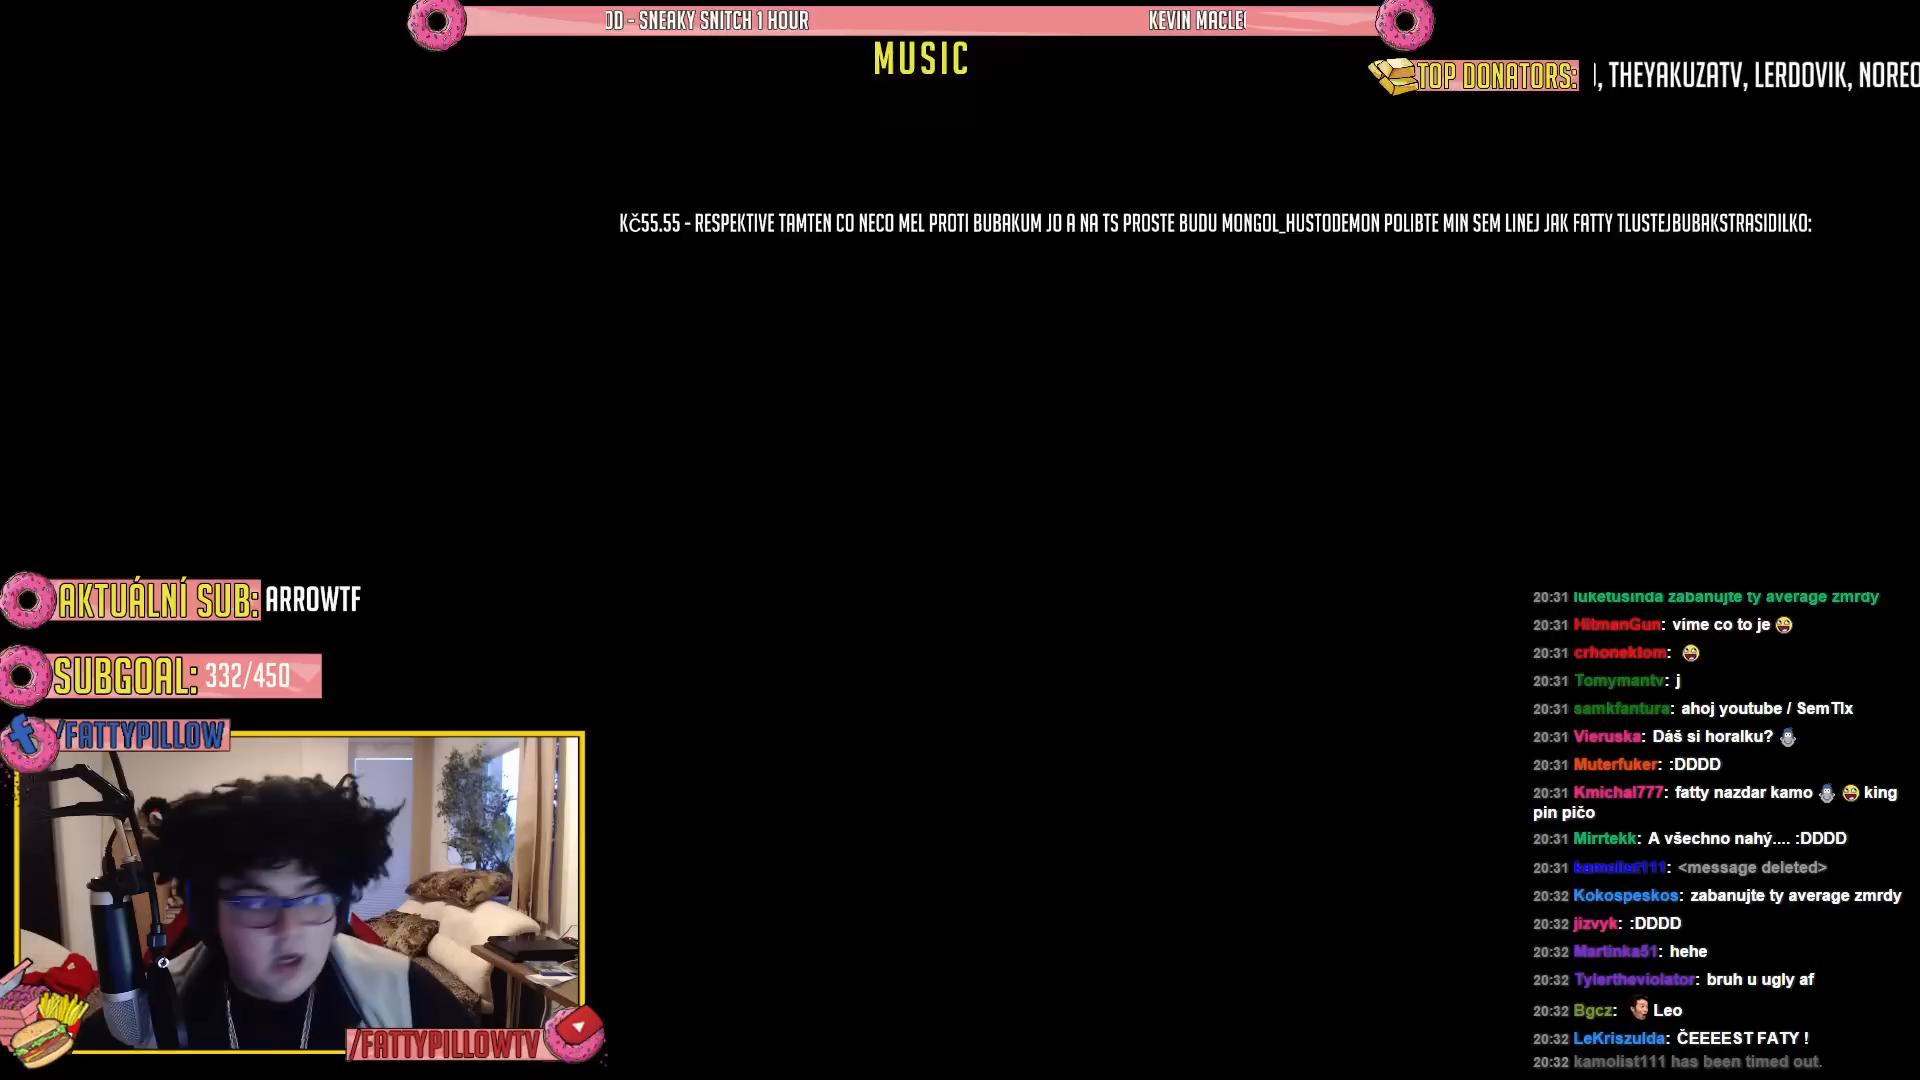 DD - SNEAKY SNITCH 1 HOUR
KEVIN MACLE
MUSIC
TOP DONATORS: , THEYAKUZATV, LERDOVIK, NOREO
Kč55.55 - RESPEKTIVE TAMTEN CO NECO MEL PROTI BUBAKUM JO A NA TS PROSTE BUDU MONGOL_HUSTODEMON POLIBTE MIN SEM LINEJ JAK FATTY TLUSTEJBUBAKSTRASIDILKO:
AKTUÁLNÍ SUB: ARROWTF
SUBGOAL: 332/450
/FATTYPILLOW
/FATTYPILLOWTV
20:31 luketusinda zabanujte ty average zmrdy
20:31 HitmanGun: víme co to je
20:31 crhonektom:
20:31 Tomymantv: j
20:31 samkfantura: ahoj youtube / SemTlx
20:31 Vieruska: Dáš si horalku?
20:31 Muterfuker: :DDDD
20:31 Kmichal777: fatty nazdar kamo king
pin pičo
20:31 Mirrtekk: A všechno nahý.... :DDDD
20:31 kamolist111: <message deleted>
20:32 Kokospeskos: zabanujte ty average zmrdy
20:32 jizvyk: :DDDD
20:32 Martinka51: hehe
20:32 Tylertheviolator: bruh u ugly af
20:32 Bgcz: Leo
20:32 LeKriszulda: ČEEEEST FATY !
20:32 kamolist111 has been timed out.